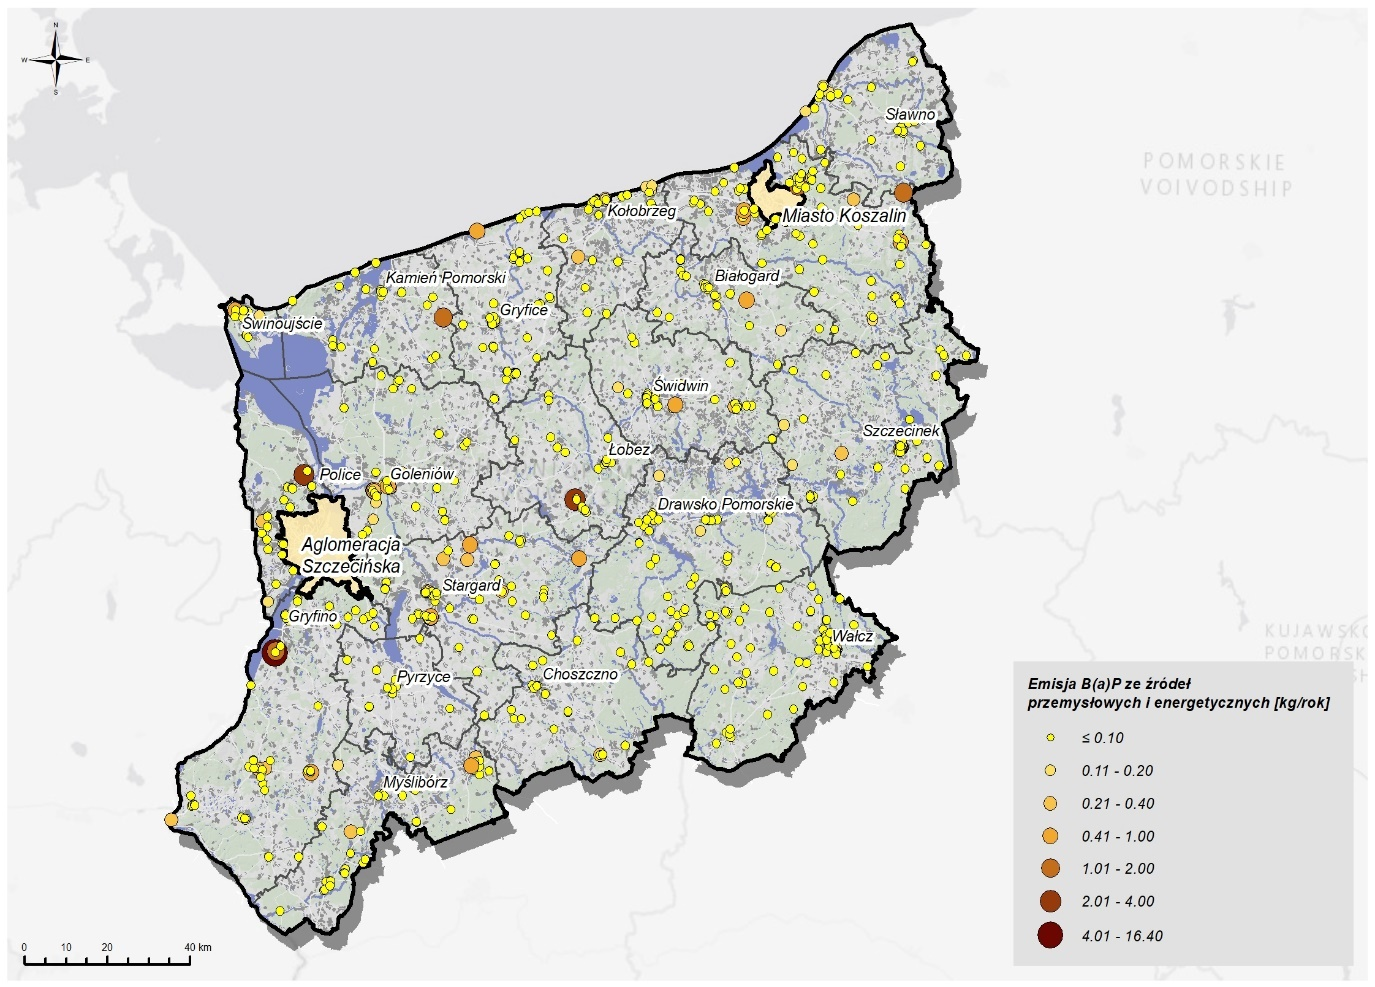 N
W E
S
Sławno
POMORSKIE
VOIVODSHIP
Kołobrzeg
Miasto Koszalin
Kamień Pomorski
Białogard
Gryfice
Świnoujście
Świdwin
Szczecinek
Łobez
Police
Goleniów
Drawsko Pomorskie
Aglomeracja
Szczecińska
Stargard
Gryfino
Wałcz
KUJAWSKO
POMORSK
Pyrzyce
Choszczno
Myślibórz
Emisja B(a)P ze źródeł
przemysłowych i energetycznych [kg/rok]
≤ 0.10
0.11 - 0.20
0.21 - 0.40
0.41 - 1.00
1.01 - 2.00
2.01 - 4.00
4.01 - 16.40
0 10 20 40 km